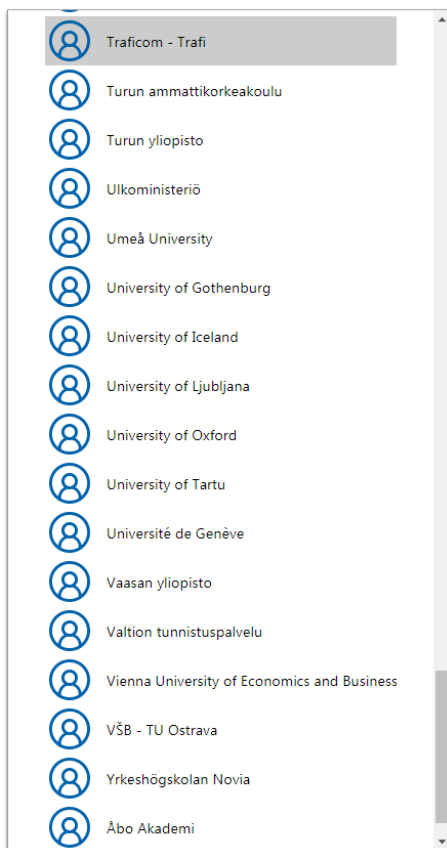 Traficom - Trafi
Turun ammattikorkeakoulu
Turun yliopisto
Ulkoministeriö
Umeå University
University of Gothenburg
University of Iceland
University of Ljubljana
University of Oxford
University of Tartu
Université de Genève
Vaasan yliopisto
Valtion tunnistuspalvelu
Vienna University of Economics and Business
VŠB - TU Ostrava
Yrkeshögskolan Novia
Åbo Akademi